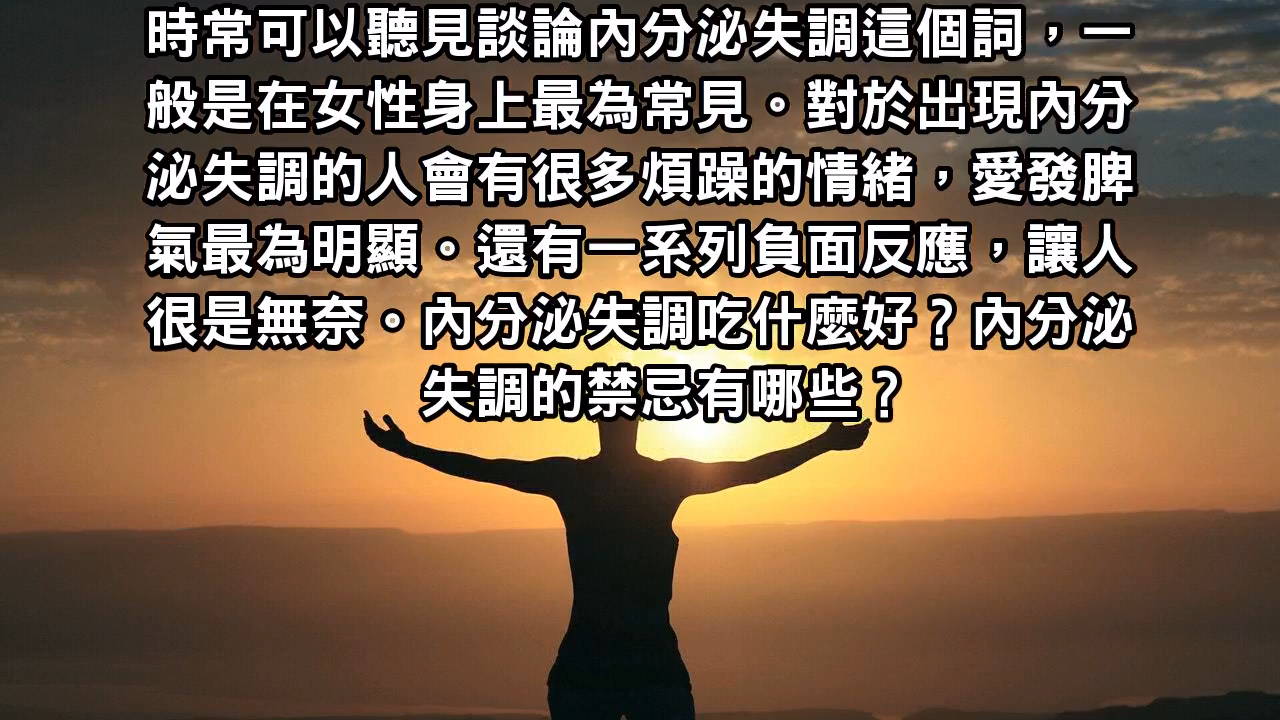 時常可以聽見談論內分泌失調這個詞，一
般是在女性身上最為常見。對於出現內分
泌失調的人會有很多煩躁的情緒，愛發脾
氣最為明顯。還有一系列負面反應，讓人
很是無奈。內分泌失調吃什麼好？內分泌
失調的禁忌有哪些？